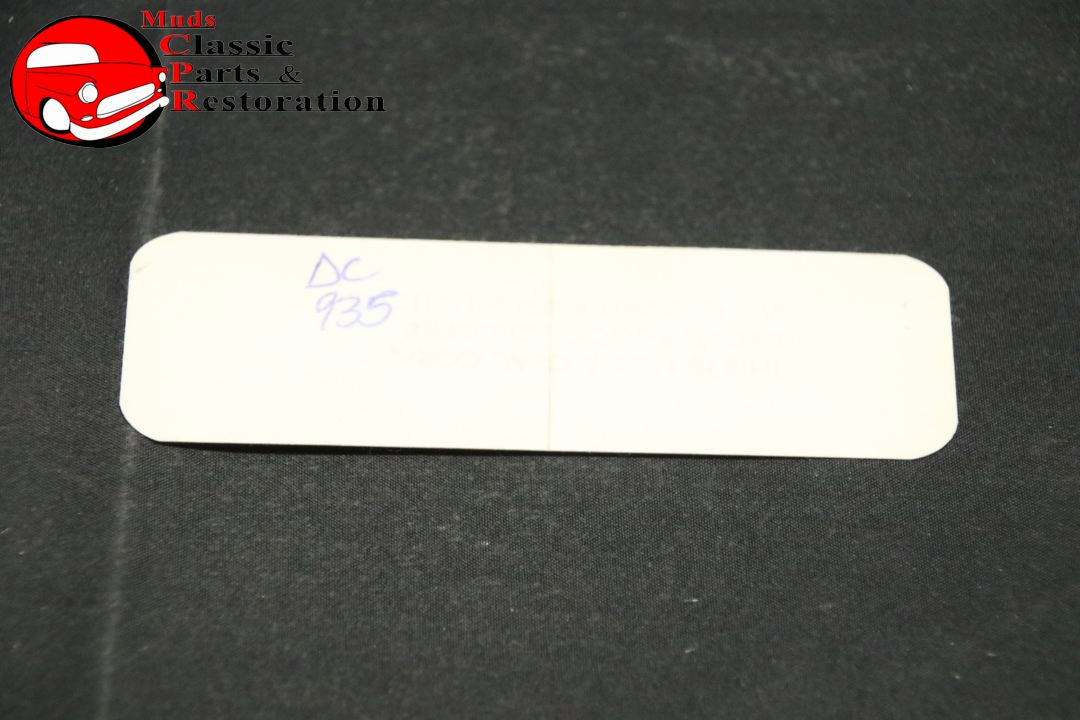 Muds
Classic
Parts &
Restoration
DC
935